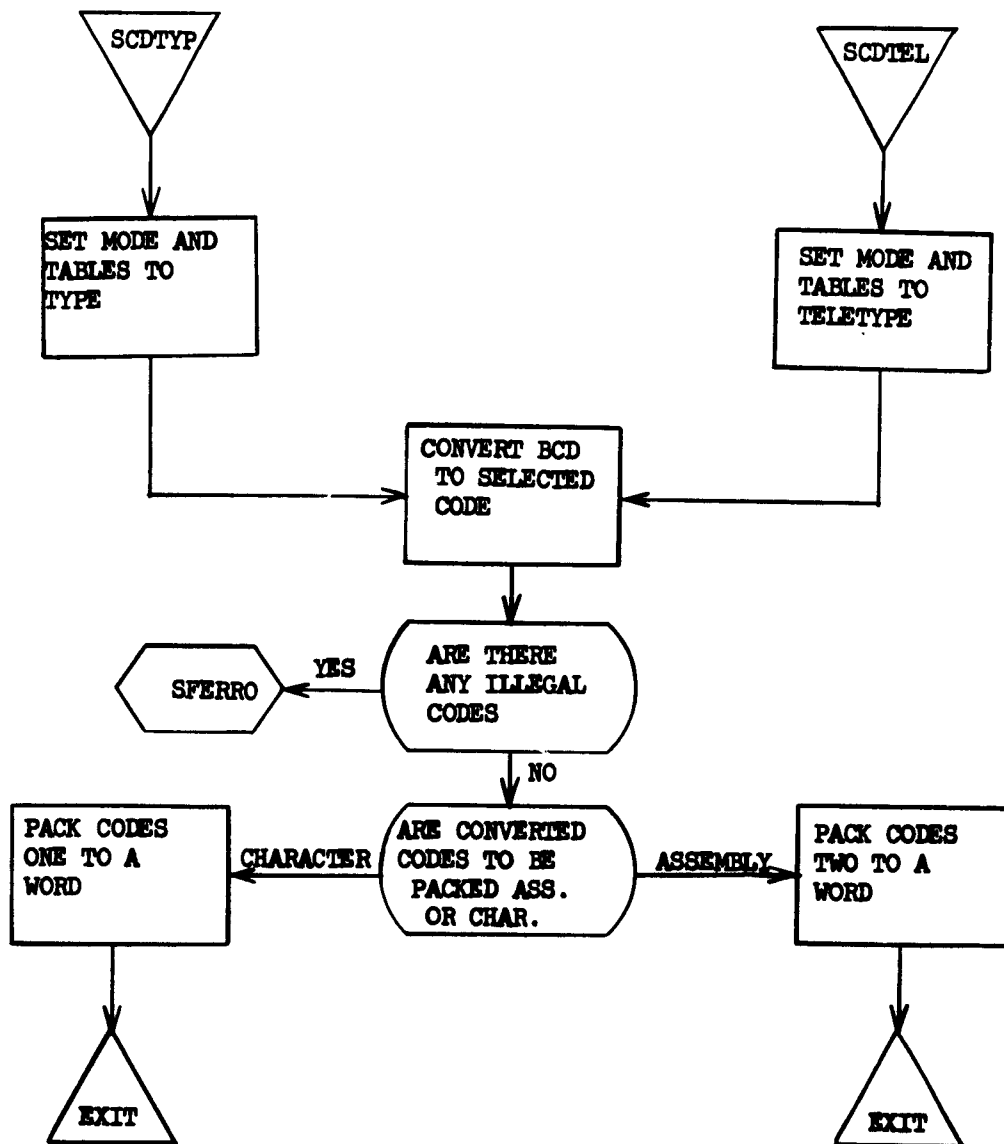 SCDTYP
SCDTEL
SET MODE AND
TABLES TO
TYPE
SET MODE AND
TABLES TO
TELETYPE
CONVERT BCD
TO SELECTED
CODE
ARE THERE
ANY ILLEGAL
CODES
YES
SFERRO
NO
PACK CODES
ONE TO A
WORD
CHARACTER
ARE CONVERTED
CODES TO BE
PACKED ASS.
OR CHAR.
ASSEMBLY
PACK CODES
TWO TO A
WORD
EXIT
EXIT